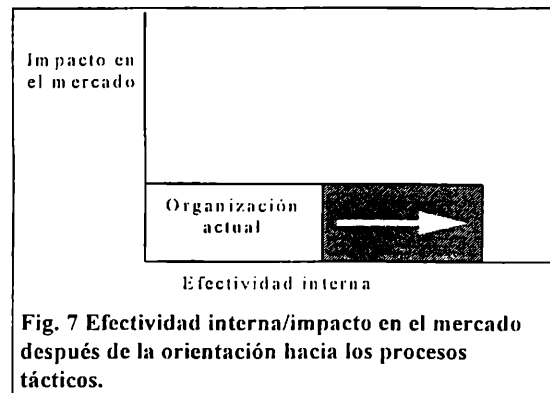 Impacto en
el mercado
Organización
actual
Efectividad interna
Fig. 7 Efectividad interna/impacto en el mercado
después de la orientación hacia los procesos
tácticos.